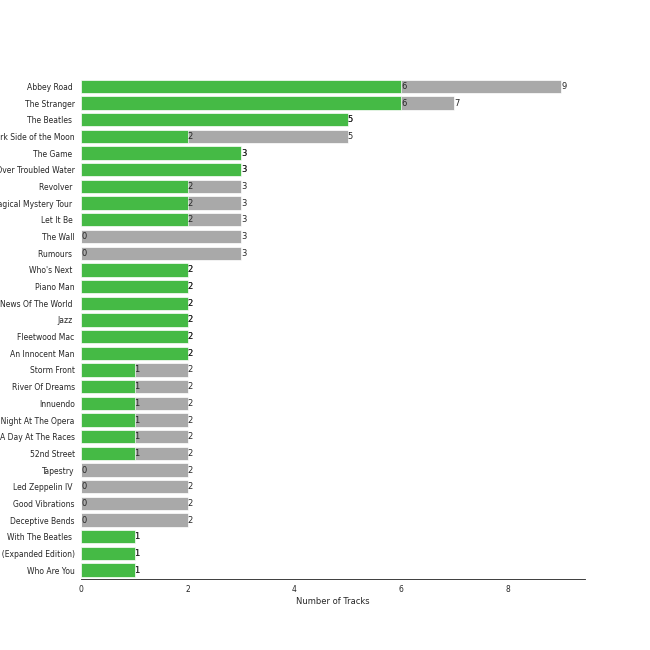 Abbey Road 6 9
The Stranger 6 7
The Beatles 5
rk Side of the Moon 2 5
The Game 3
Over Troubled Water 3
Revolver 2 3
agical Mystery Tour 2 3
Let It Be 2 3
The Wall 0 3
Rumours 0 3
Who's Next 2
Piano Man 2
News Of The World 2
Jazz 2
Fleetwood Mac 2
An Innocent Man 2
Storm Front 1 2
River Of Dreams 1 2
Innuendo 1 2
Night At The Opera 1 2
A Day At The Races 1 2
52nd Street 1 2
Tapestry 0 2
Led Zeppelin IV 0 2
Good Vibrations 0 2
Deceptive Bends 0 2
With The Beatles 1
(Expanded Edition) 1
Who Are You 1
0 2 4 6 8
Number of Tracks